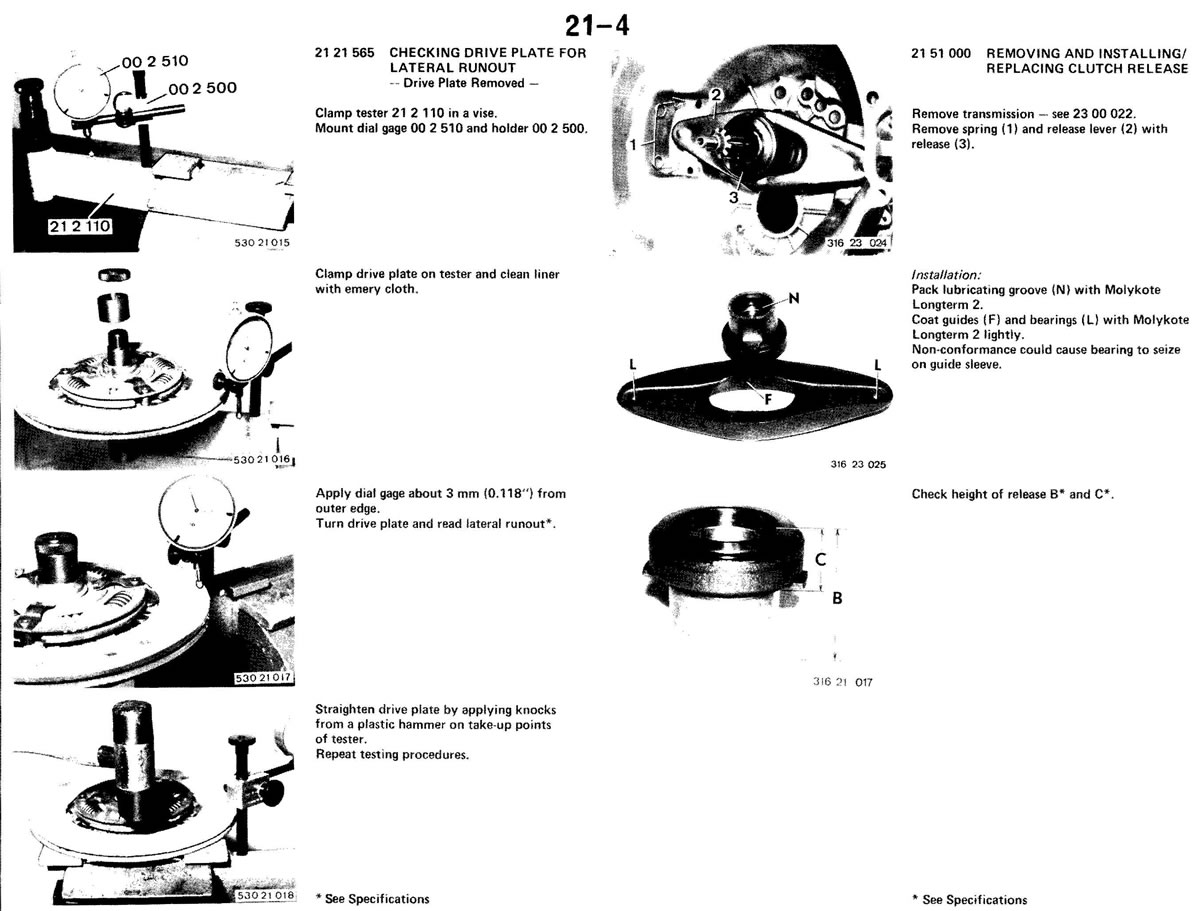 21-4
00 2 510
00 2 500
21 2 110
530 21 015
21 21 565 CHECKING DRIVE PLATE FOR
LATERAL RUNOUT
-- Drive Plate Removed —
Clamp tester 21 2 110 in a vise.
Mount dial gage 00 2 510 and holder 00 2 500.
530 21 016
Clamp drive plate on tester and clean liner
with emery cloth.
530 21 017
Apply dial gage about 3 mm (0.118") from
outer edge.
Turn drive plate and read lateral runout*.
530 21 018
Straighten drive plate by applying knocks
from a plastic hammer on take-up points
of tester.
Repeat testing procedures.
* See Specifications
1
2
3
316 23 024
21 51 000 REMOVING AND INSTALLING/
REPLACING CLUTCH RELEASE
Remove transmission — see 23 00 022.
Remove spring (1) and release lever (2) with
release (3).
N
L
L
F
316 23 025
Installation:
Pack lubricating groove (N) with Molykote
Longterm 2.
Coat guides (F) and bearings (L) with Molykote
Longterm 2 lightly.
Non-conformance could cause bearing to seize
on guide sleeve.
C
B
316 21 017
Check height of release B* and C*.
* See Specifications